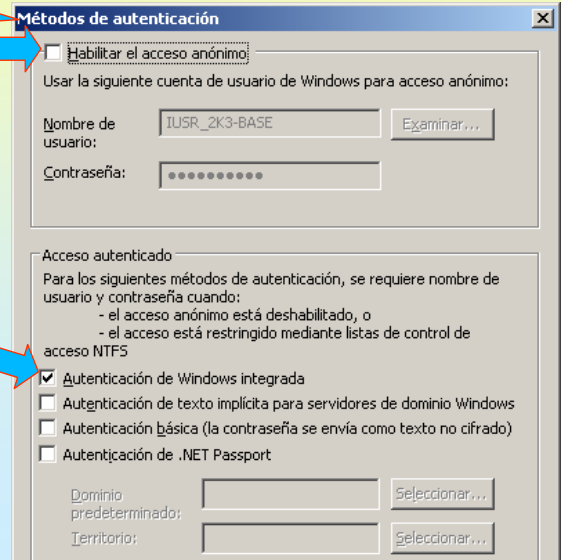 Métodos de autenticación
Habilitar el acceso anónimo
Usar la siguiente cuenta de usuario de Windows para acceso anónimo:
Nombre de
usuario:
IUSR_2K3-BASE
Examinar...
Contraseña:
●●●●●●●●●●
Acceso autenticado
Para los siguientes métodos de autenticación, se requiere nombre de
usuario y contraseña cuando:
- el acceso anónimo está deshabilitado, o
- el acceso está restringido mediante listas de control de
acceso NTFS
Autenticación de Windows integrada
Autenticación de texto implícita para servidores de dominio Windows
Autenticación básica (la contraseña se envía como texto no cifrado)
Autenticación de .NET Passport
Dominio
predeterminado:
Seleccionar...
Territorio:
Seleccionar...